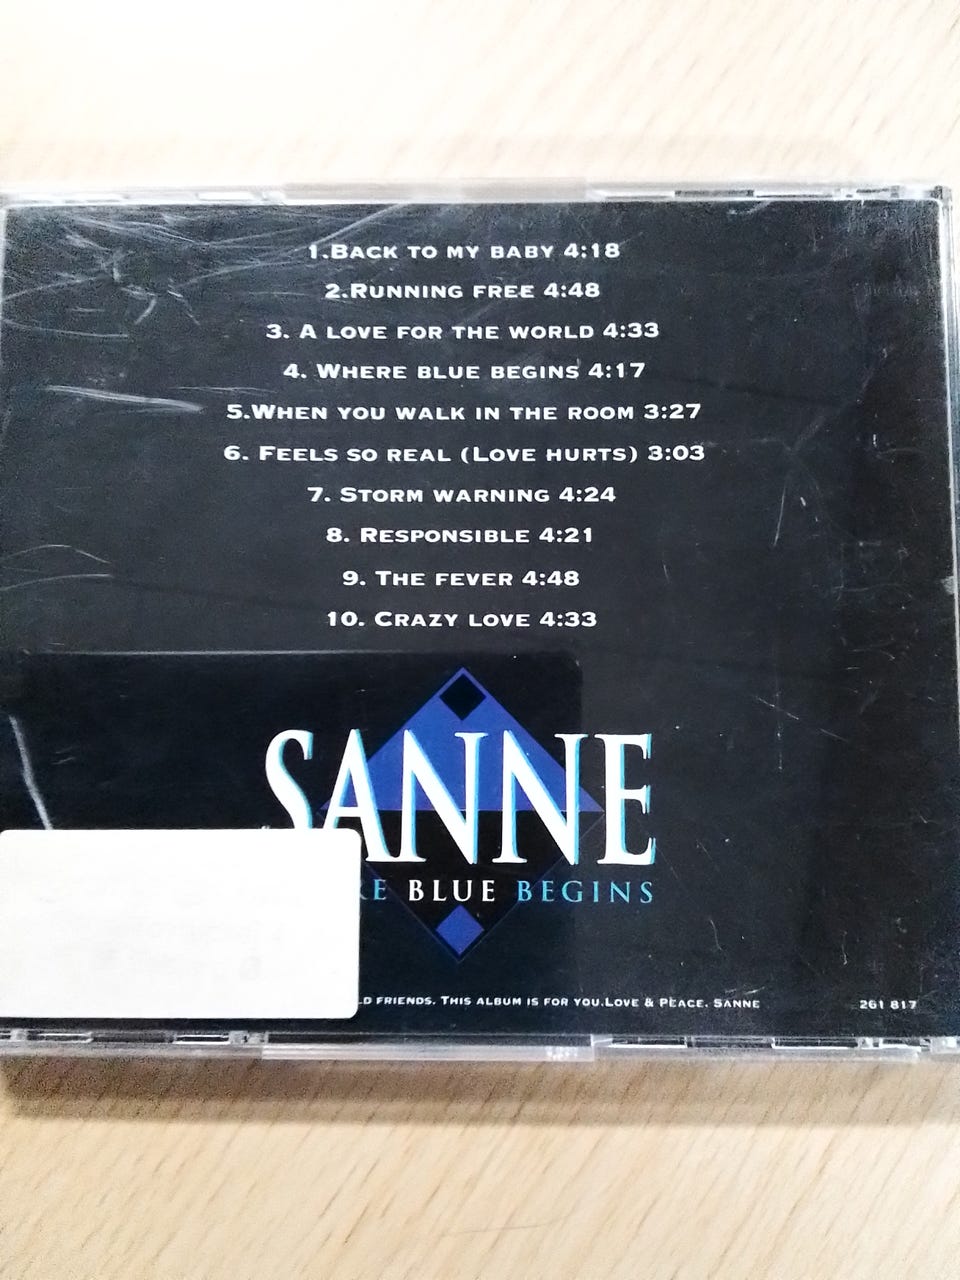 1.BACK TO MY BABY 4:18
2.RUNNING FREE 4:48
3. A LOVE FOR THE WORLD 4:33
4. WHERE BLUE BEGINS 4:17
5.WHEN YOU WALK IN THE ROOM 3:27
6. FEELS SO REAL (LOVE HURTS) 3:03
7. STORM WARNING 4:24
8. RESPONSIBLE 4:21
9. THE FEVER 4:48
10. CRAZY LOVE 4:33
SANNE
BLUE BEGINS
FRIENDS. THIS ALBUM IS FOR YOU.LOVE & PEACE. SANNE
261 817